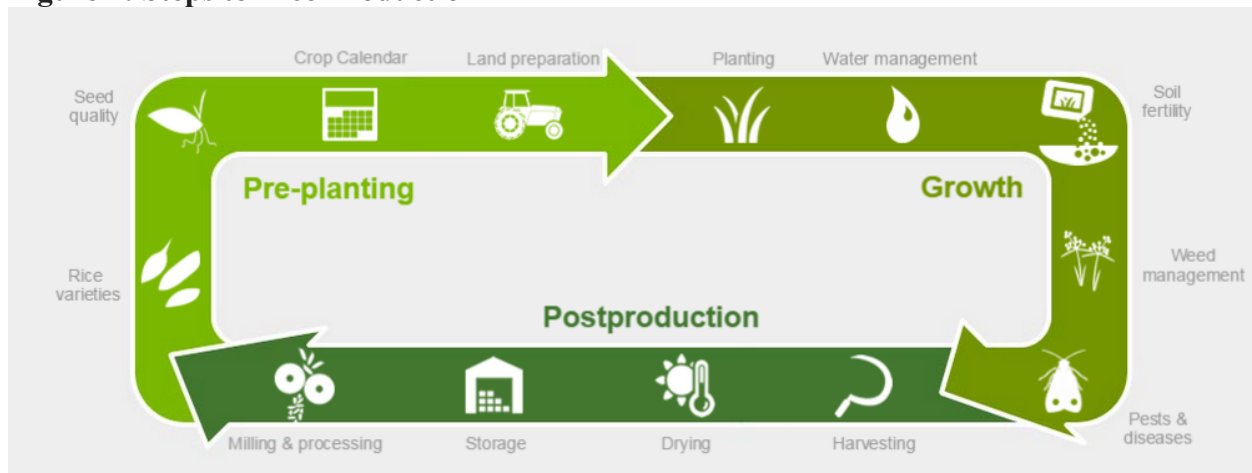 Crop Calendar
Land preparation
Planting
Water management
Seed
quality
Soil
fertility
Pre-planting
Growth
Rice
varieties
Weed
management
Postproduction
Milling & processing
Storage
Drying
Harvesting
Pests &
diseases